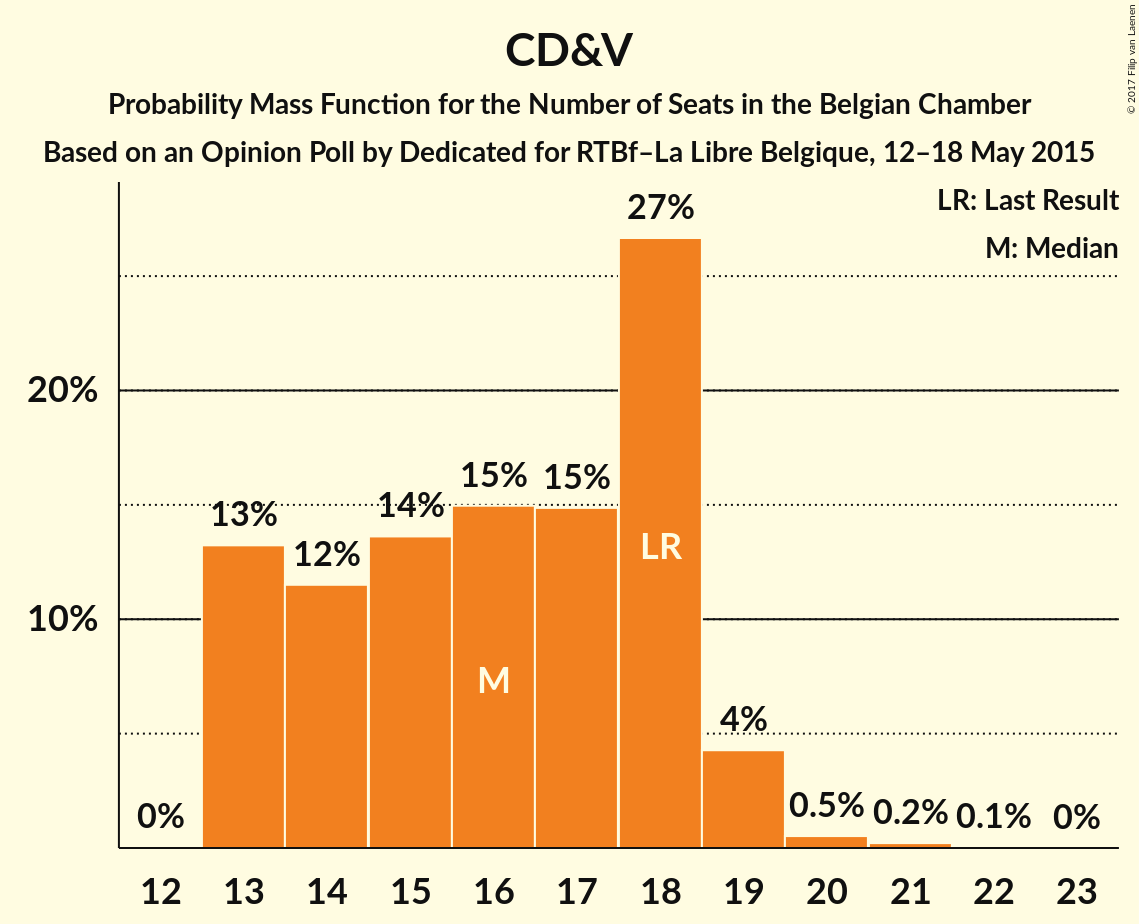 CD&V
Probability Mass Function for the Number of Seats in the Belgian Chamber
Based on an Opinion Poll by Dedicated for RTBf–La Libre Belgique, 12–18 May 2015
© 2017 Filip van Laenen
LR: Last Result
M: Median
27%
20%
15%
15%
14%
13%
12%
LR
10%
M
4%
0%
0.5%
0.2%
0.1%
0%
12 13 14 15 16 17 18 19 20 21 22 23